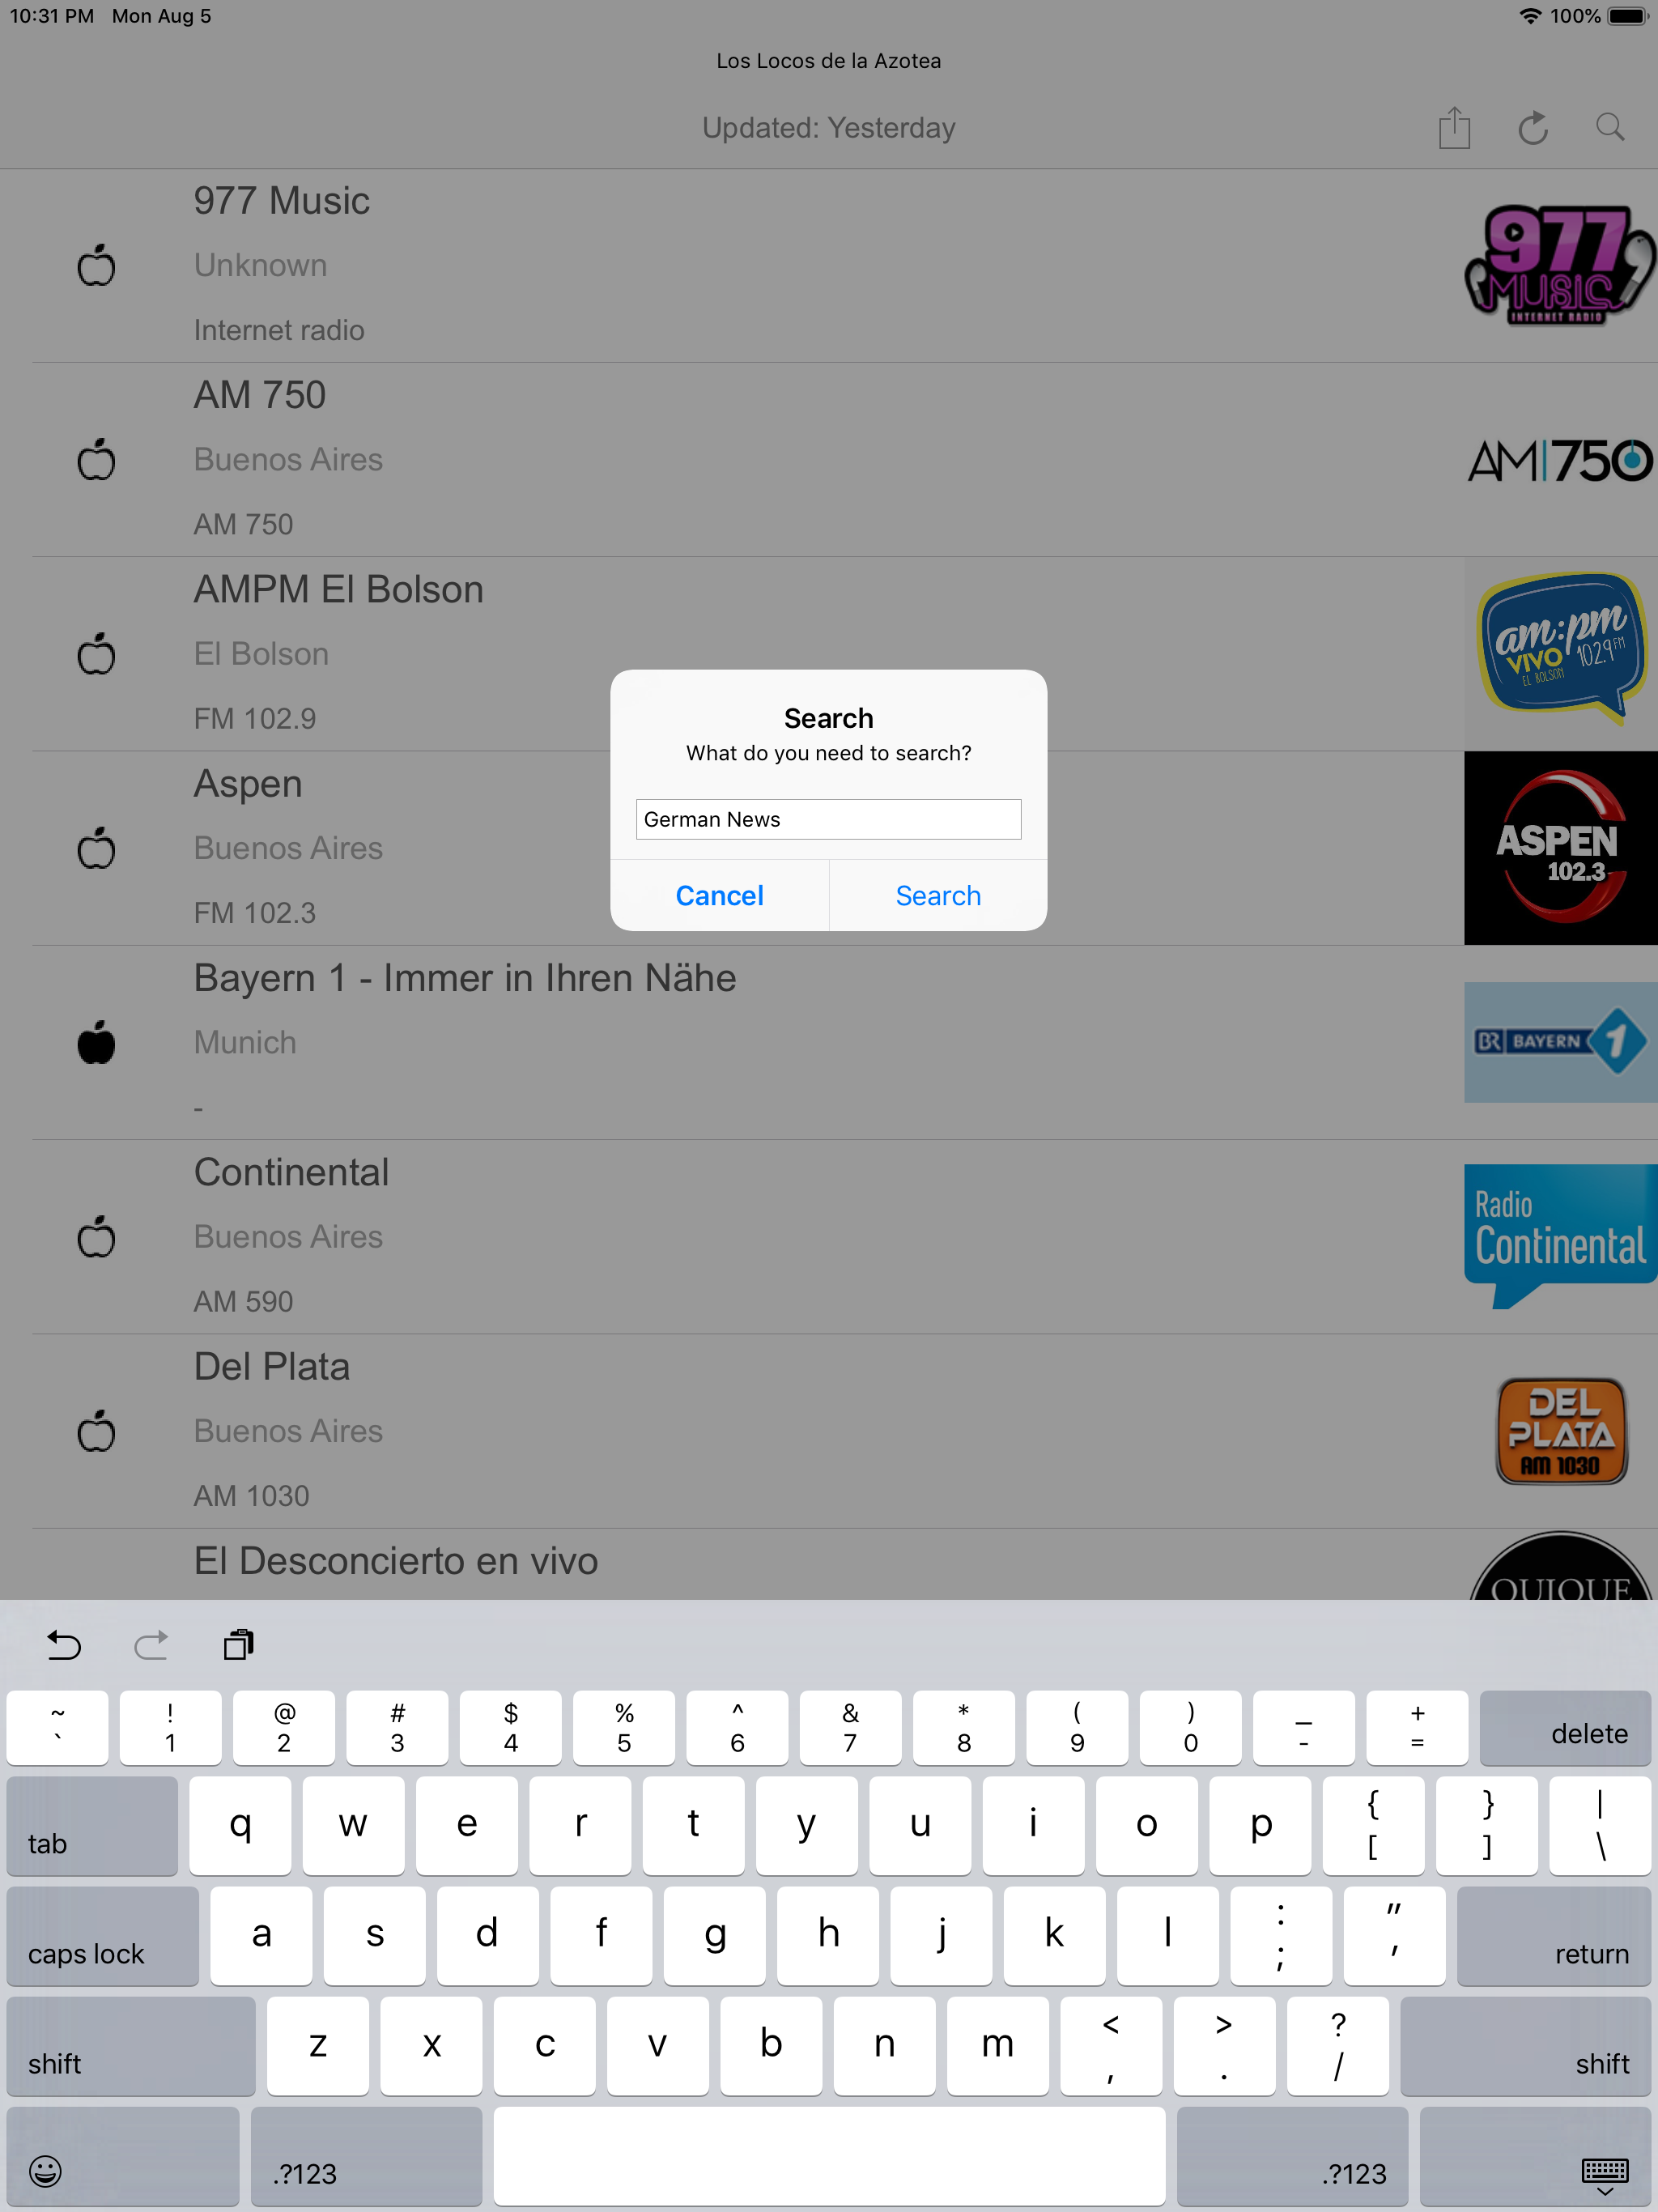 10:31 PM Mon Aug 5 100%
Los Locos de la Azotea
Updated: Yesterday
977 Music
Unknown
Internet radio
977
MUSIC
INTERNET RADIO
AM 750
Buenos Aires
AM 750
AM|750
AMPM El Bolson
El Bolson
FM 102.9
am:pm
VIVO 102.9 FM
EL BOLSON
Search
What do you need to search?
German News
Cancel Search
Aspen
Buenos Aires
FM 102.3
ASPEN
102.3
Bayern 1 - Immer in Ihren Nähe
Munich
-
BR BAYERN 1
Continental
Buenos Aires
AM 590
Radio
Continental
Del Plata
Buenos Aires
AM 1030
DEL
PLATA
AM 1030
El Desconcierto en vivo
QUIQUE
~ ! @ # $ % ^ & * ( ) _ +
` 1 2 3 4 5 6 7 8 9 0 - = delete
tab q w e r t y u i o p { [ } ] | \
caps lock a s d f g h j k l : ; " ' return
shift z x c v b n m < , > . ? / shift
.?123 .?123